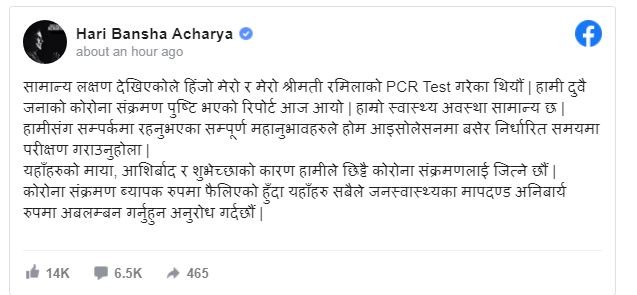 Hari Bansha Acharya
about an hour ago
सामान्य लक्षण देखिएकोले हिंजो मेरो र मेरो श्रीमती रमिलाको PCR Test गरेका थियौं | हामी दुवै
जनाको कोरोना संक्रमण पुष्टि भएको रिपोर्ट आज आयो | हाम्रो स्वास्थ्य अवस्था सामान्य छ |
हामीसंग सम्पर्कमा रहनुभएका सम्पूर्ण महानुभावहरुले होम आइसोलेसनमा बसेर निर्धारित समयमा
परीक्षण गराउनुहोला |
यहाँहरुको माया, आशिर्बाद र शुभेच्छाको कारण हामीले छिट्टै कोरोना संक्रमणलाई जित्ने छौं |
कोरोना संक्रमण ब्यापक रुपमा फैलिएको हुँदा यहाँहरु सबैले जनस्वास्थ्यका मापदण्ड अनिबार्य
रुपमा अबलम्बन गर्नुहुन अनुरोध गर्दछौं |
14K 6.5K 465